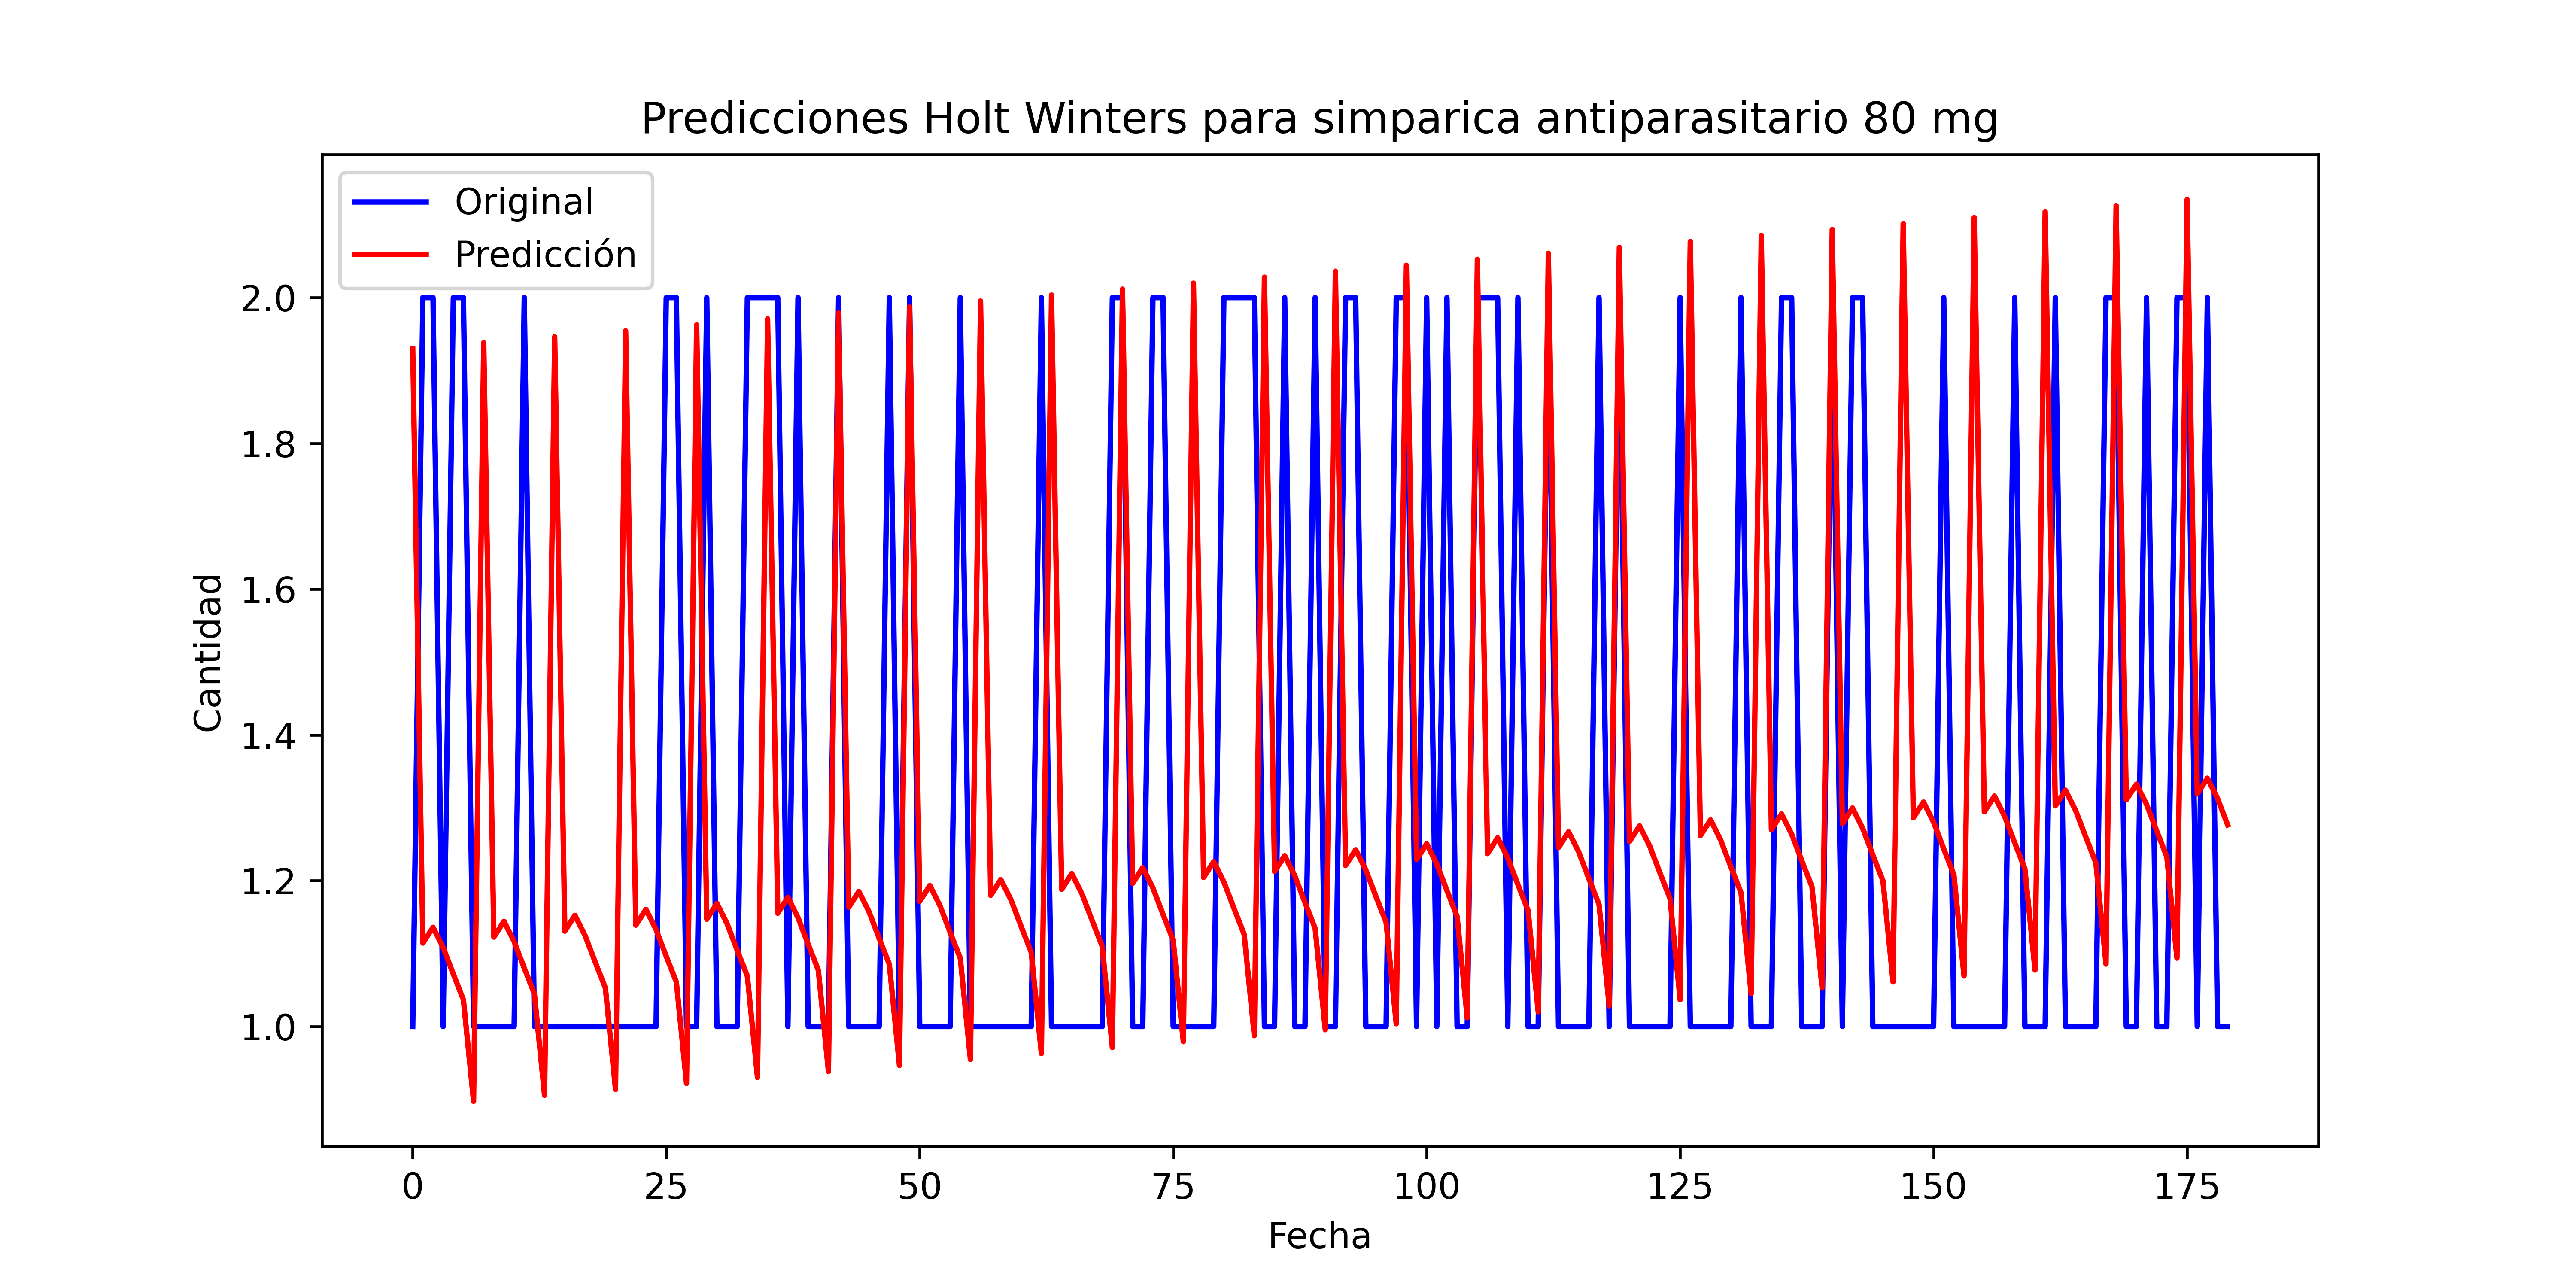 Predicciones Holt Winters para simparica antiparasitario 80 mg
Original
Predicción
Cantidad
2.0
1.8
1.6
1.4
1.2
1.0
0 25 50 75 100 125 150 175
Fecha